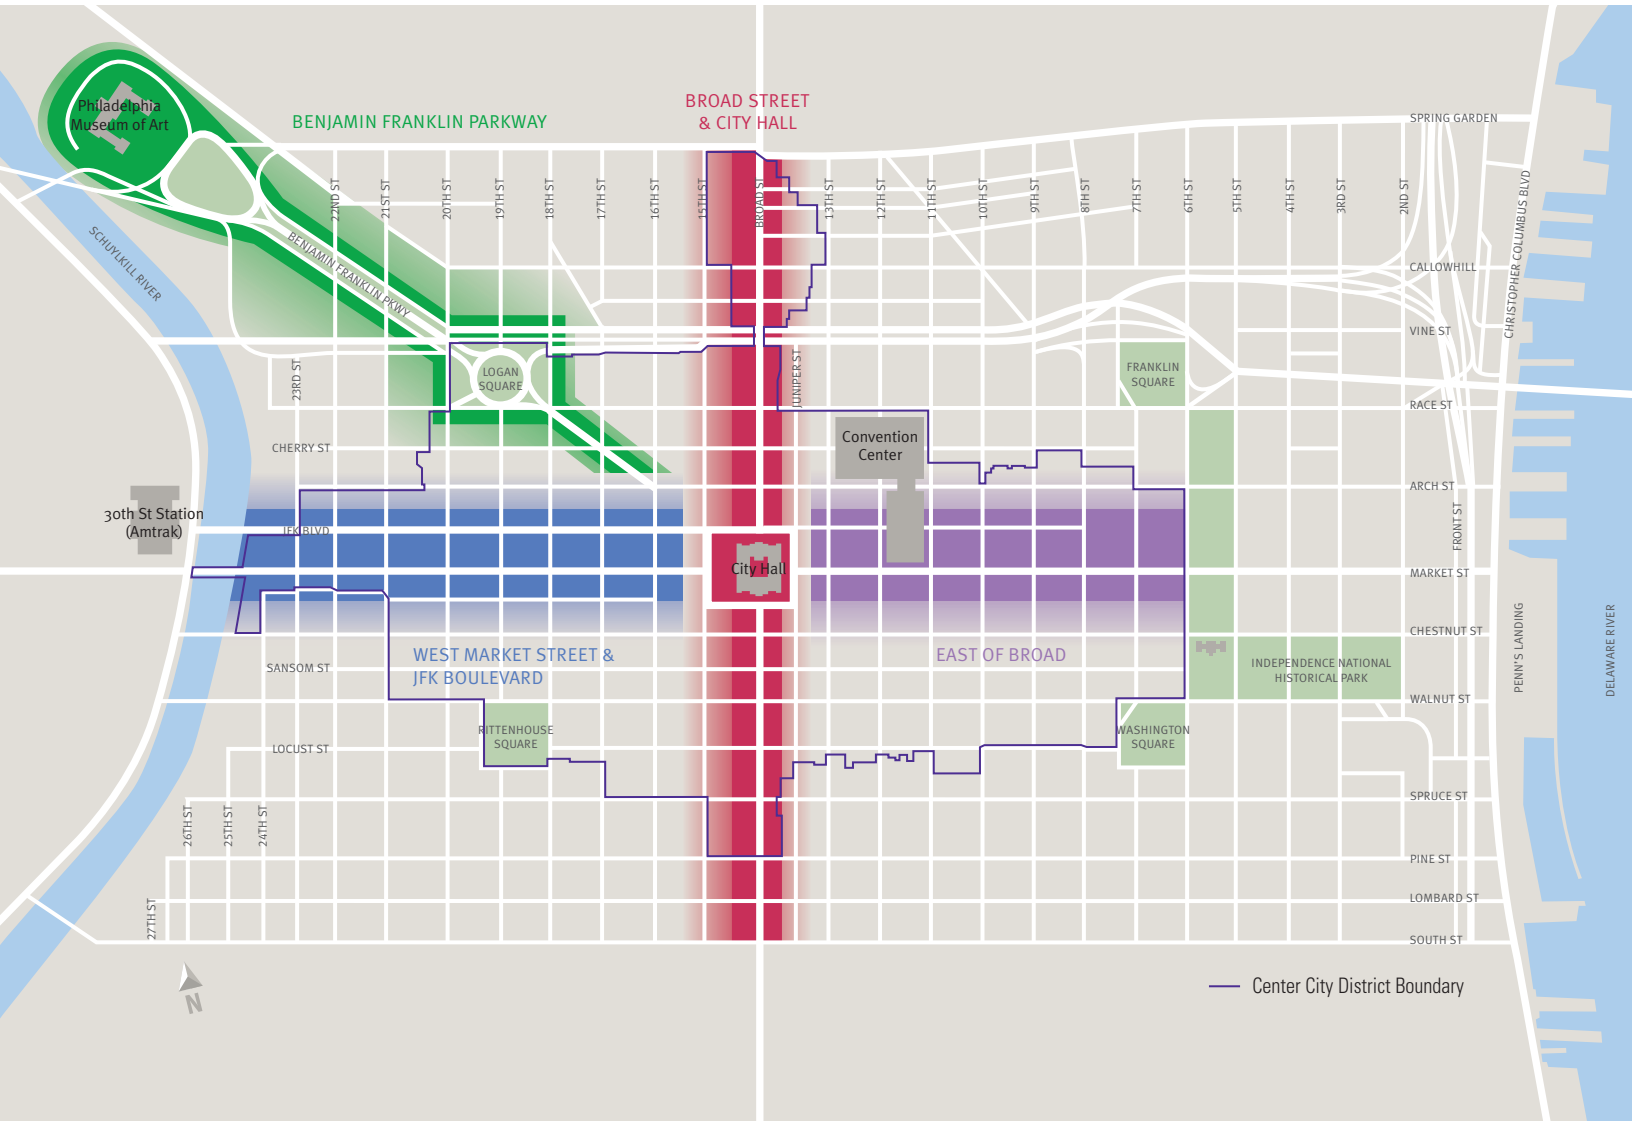 BROAD STREET
& CITY HALL
BENJAMIN FRANKLIN PARKWAY
Philadelphia
Museum of Art
SPRING GARDEN
22ND ST
21ST ST
20TH ST
19TH ST
18TH ST
17TH ST
16TH ST
15TH ST
BROAD ST
13TH ST
12TH ST
11TH ST
10TH ST
9TH ST
8TH ST
7TH ST
6TH ST
5TH ST
4TH ST
3RD ST
2ND ST
CHRISTOPHER COLUMBUS BLVD
SCHUYLKILL RIVER
BENJAMIN FRANKLIN PKWY
CALLOWHILL
VINE ST
23RD ST
LOGAN
SQUARE
JUNIPER ST
FRANKLIN
SQUARE
RACE ST
CHERRY ST
Convention
Center
ARCH ST
30th St Station
(Amtrak)
JFK BLVD
FRONT ST
City Hall
MARKET ST
CHESTNUT ST
PENN'S LANDING
DELAWARE RIVER
WEST MARKET STREET &
JFK BOULEVARD
EAST OF BROAD
SANSOM ST
INDEPENDENCE NATIONAL
HISTORICAL PARK
WALNUT ST
RITTENHOUSE
SQUARE
WASHINGTON
SQUARE
LOCUST ST
SPRUCE ST
26TH ST
25TH ST
24TH ST
PINE ST
27TH ST
LOMBARD ST
SOUTH ST
N
Center City District Boundary